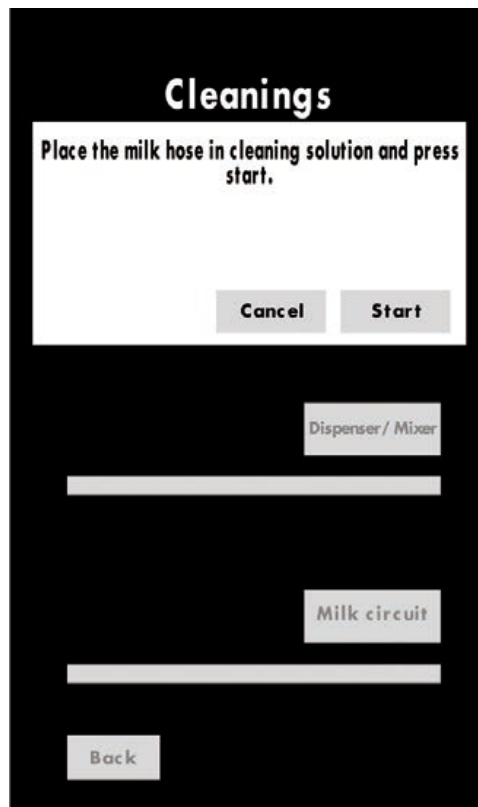 Cleanings
Place the milk hose in cleaning solution and press
start.
Cancel Start
Dispenser/ Mixer
Milk circuit
Back